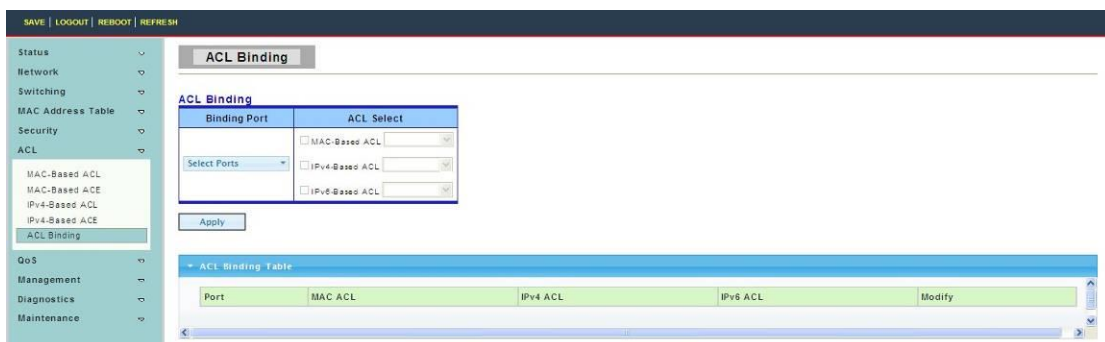 SAVE | LOGOUT | REBOOT | REFRESH
Status
Network
Switching
MAC Address Table
Security
ACL
MAC-Based ACL
MAC-Based ACE
IPv4-Based ACL
IPv4-Based ACE
ACL Binding
QoS
Management
Diagnostics
Maintenance
ACL Binding
ACL Binding
Binding Port ACL Select
Select Ports
MAC-Based ACL
IPv4-Based ACL
IPv6-Based ACL
Apply
ACL Binding Table
Port MAC ACL IPv4 ACL IPv6 ACL Modify